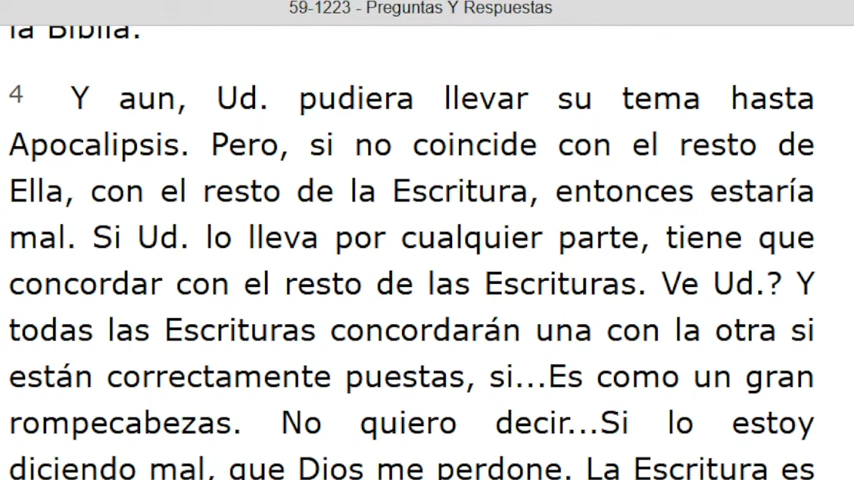 59-1223 - Preguntas Y Respuestas
la Biblia.
4 Y aun, Ud. pudiera llevar su tema hasta
Apocalipsis. Pero, si no coincide con el resto de
Ella, con el resto de la Escritura, entonces estaría
mal. Si Ud. lo lleva por cualquier parte, tiene que
concordar con el resto de las Escrituras. Ve Ud.? Y
todas las Escrituras concordarán una con la otra si
están correctamente puestas, si...Es como un gran
rompecabezas. No quiero decir...Si lo estoy
diciendo mal, que Dios me perdone. La Escritura es